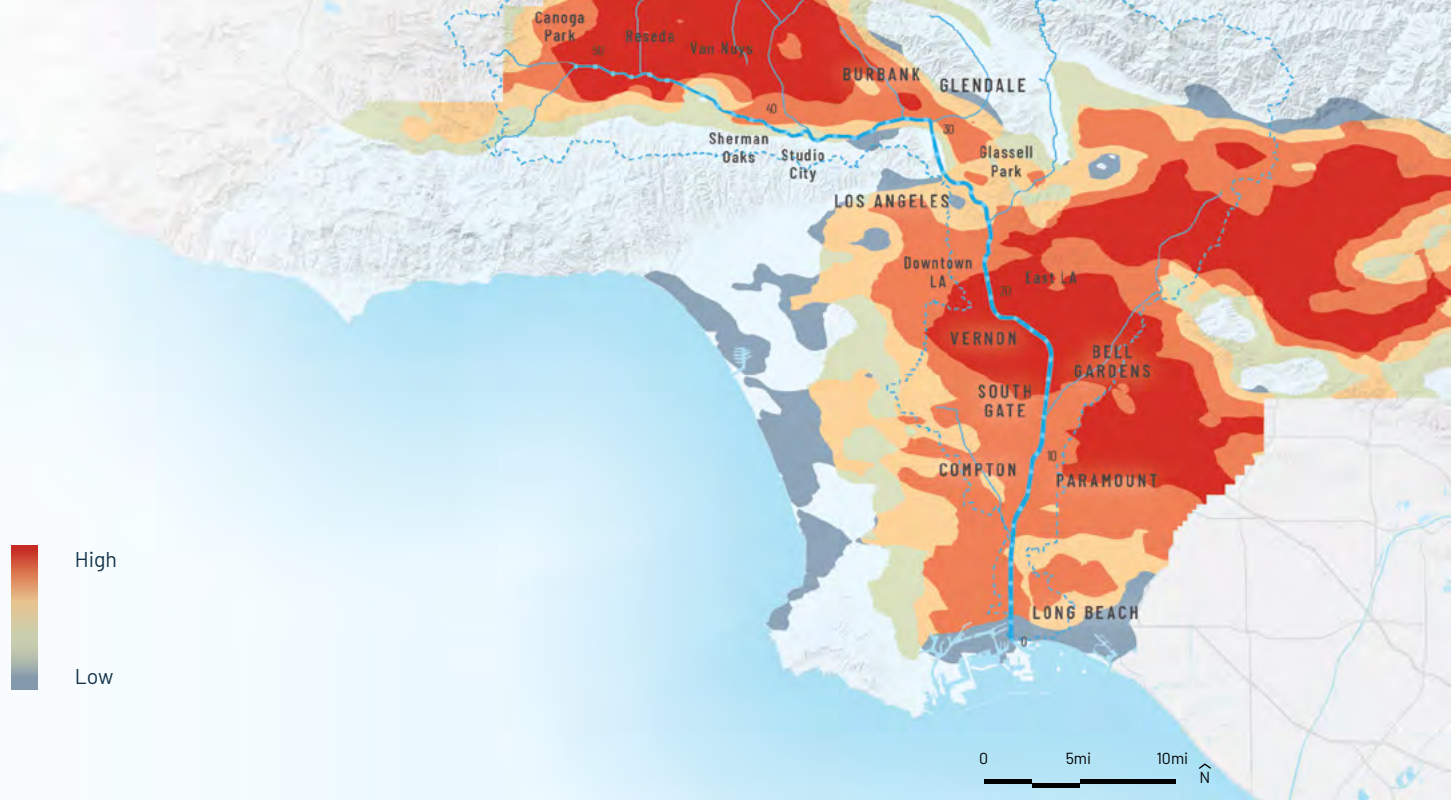 Canoga
Park
Reseda
Van Nuys
50
BURBANK
GLENDALE
40
30
Sherman
Oaks
Studio
City
Glassell
Park
LOS ANGELES
Downtown
LA
East LA
20
VERNON
BELL
GARDENS
SOUTH
GATE
10
COMPTON
PARAMOUNT
High
LONG BEACH
0
Low
0
5mi
10mi
N